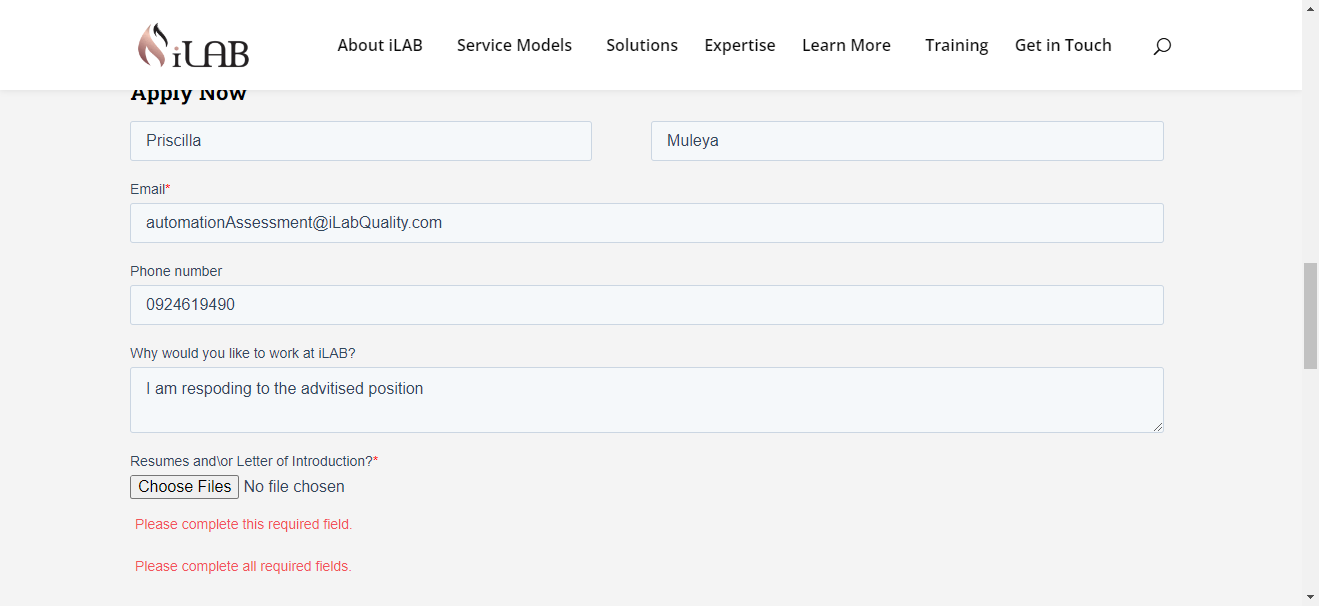 iLAB
About iLAB Service Models Solutions Expertise Learn More Training Get in Touch
Apply Now
Priscilla Muleya
Email*
automationAssessment@iLabQuality.com
Phone number
0924619490
Why would you like to work at iLAB?
I am respoding to the advitised position
Resumes and\or Letter of Introduction?*
Choose Files No file chosen
Please complete this required field.
Please complete all required fields.